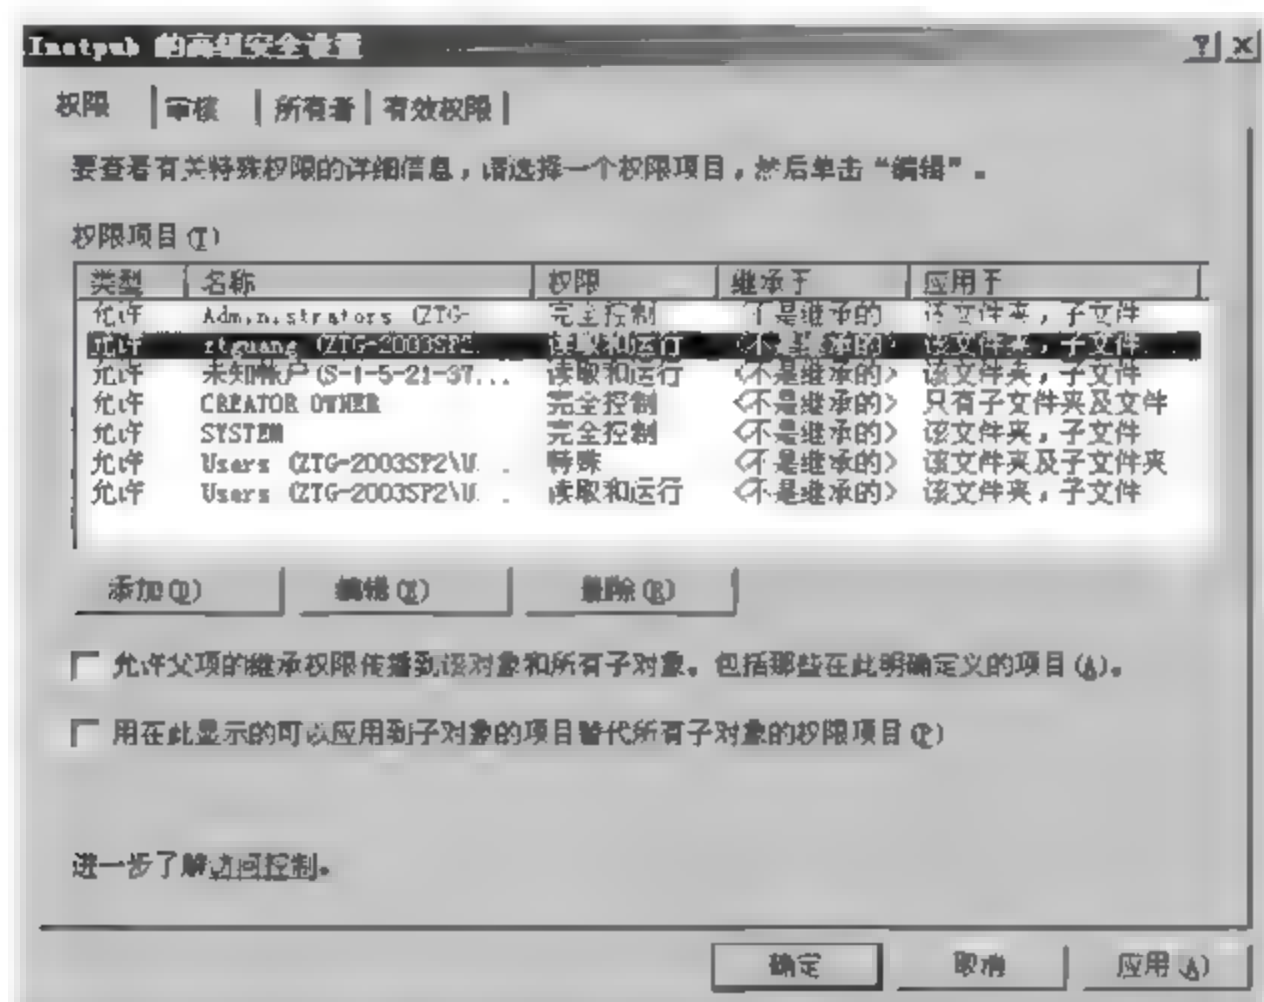 Inetpub 的高级安全设置
权限 审核 所有者 有效权限
要查看有关特殊权限的详细信息，请选择一个权限项目，然后单击“编辑”。
权限项目(T)
类型 名称 权限 继承于 应用于
允许 Administrators (ZTG- 完全控制 <不是继承的> 该文件夹，子文件
允许 ztguang (ZTG-2003SP2 读取和运行 <不是继承的> 该文件夹，子文件
允许 未知帐户(S-1-5-21-37... 读取和运行 <不是继承的> 该文件夹，子文件
允许 CREATOR OWNER 完全控制 <不是继承的> 只有子文件夹及文件
允许 SYSTEM 完全控制 <不是继承的> 该文件夹，子文件
允许 Users (ZTG-2003SP2\U... 特殊 <不是继承的> 该文件夹及子文件夹
允许 Users (ZTG-2003SP2\U... 读取和运行 <不是继承的> 该文件夹，子文件
添加(D) 编辑(E) 删除(R)
允许父项的继承权限传播到该对象和所有子对象。包括那些在此明确定义的项目(A)。
用在此显示的可以应用到子对象的项目替代所有子对象的权限项目(P)
进一步了解访问控制。
确定 取消 应用(A)